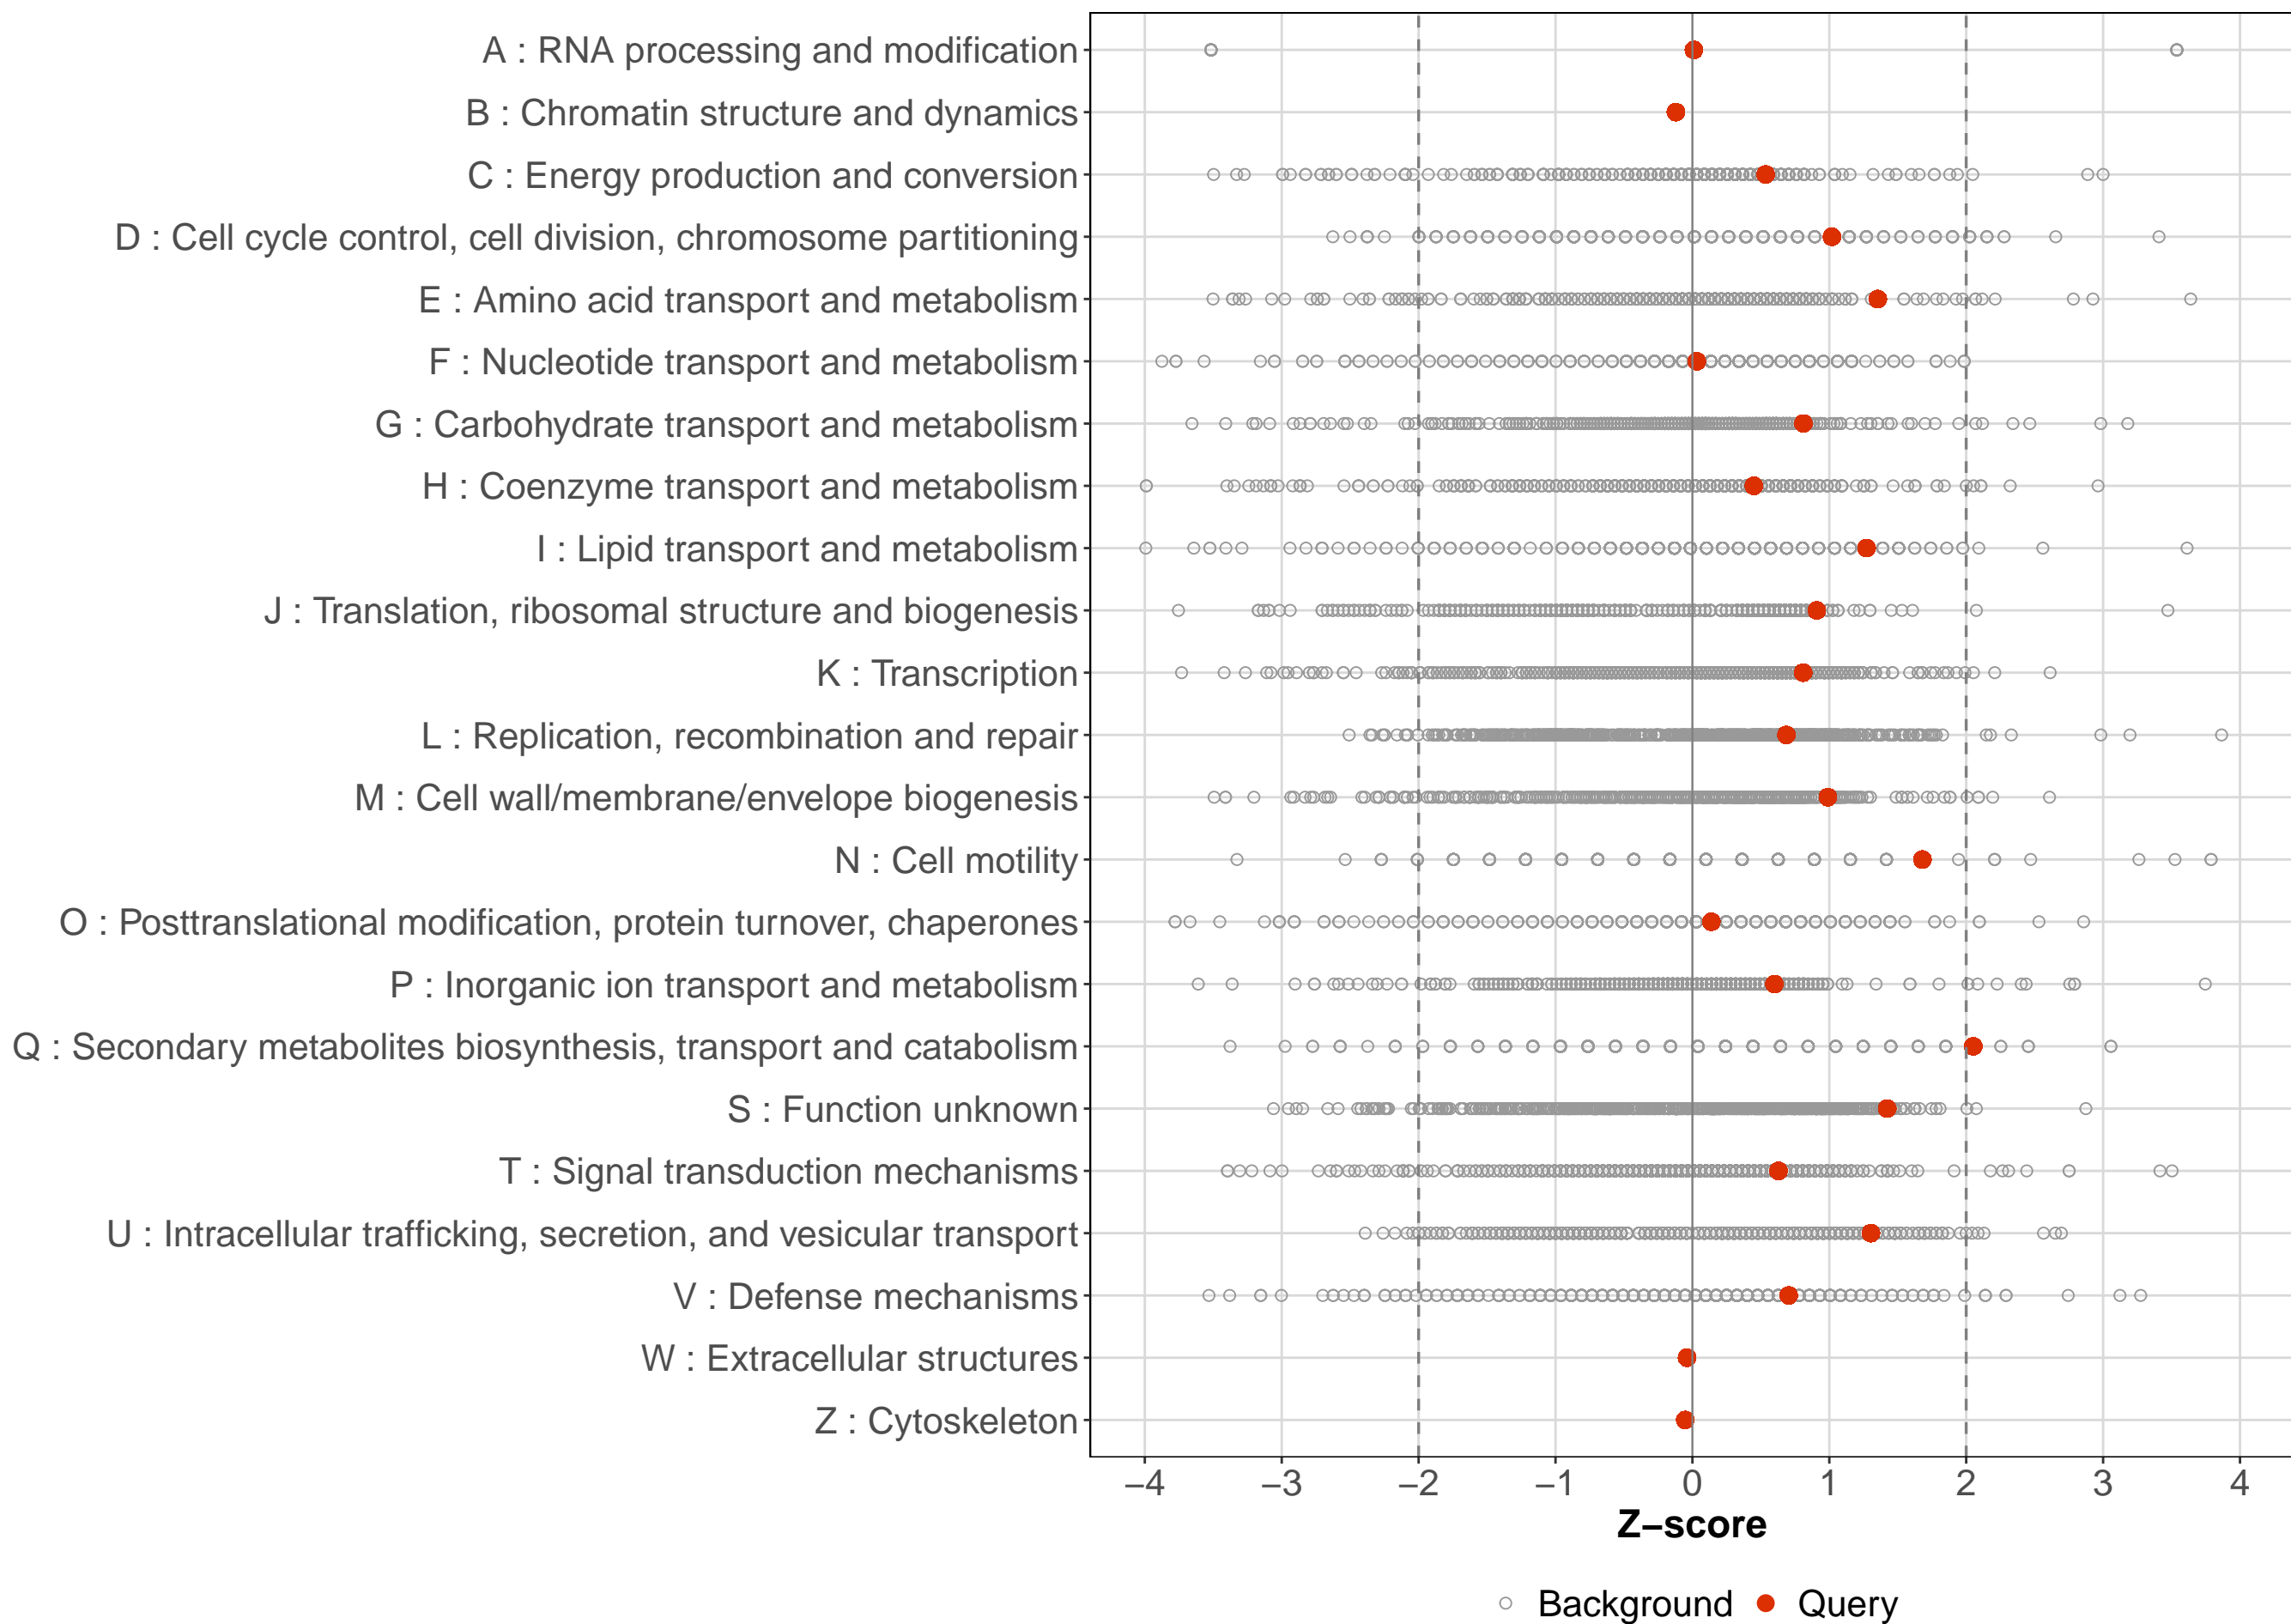 A : RNA processing and modification
B : Chromatin structure and dynamics
C : Energy production and conversion
D : Cell cycle control, cell division, chromosome partitioning
E : Amino acid transport and metabolism
F : Nucleotide transport and metabolism
G : Carbohydrate transport and metabolism
H : Coenzyme transport and metabolism
I : Lipid transport and metabolism
J : Translation, ribosomal structure and biogenesis
K : Transcription
L : Replication, recombination and repair
M : Cell wall/membrane/envelope biogenesis
N : Cell motility
O : Posttranslational modification, protein turnover, chaperones
P : Inorganic ion transport and metabolism
Q : Secondary metabolites biosynthesis, transport and catabolism
S : Function unknown
T : Signal transduction mechanisms
U : Intracellular trafficking, secretion, and vesicular transport
V : Defense mechanisms
W : Extracellular structures
Z : Cytoskeleton
−4 −3 −2 −1 0 1 2 3 4
Z−score
Background Query